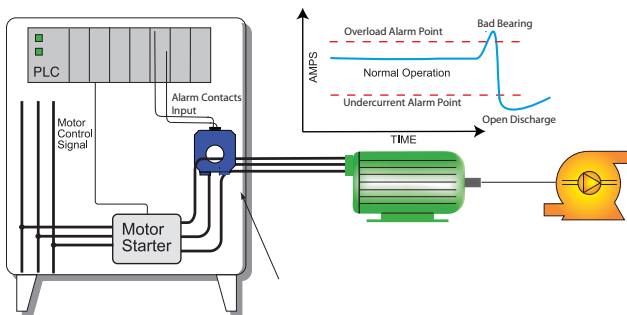 PLC
Alarm Contacts
Input
Motor
Control
Signal
Motor
Starter
AMPS
Overload Alarm Point
Bad Bearing
Normal Operation
Undercurrent Alarm Point
Open Discharge
TIME